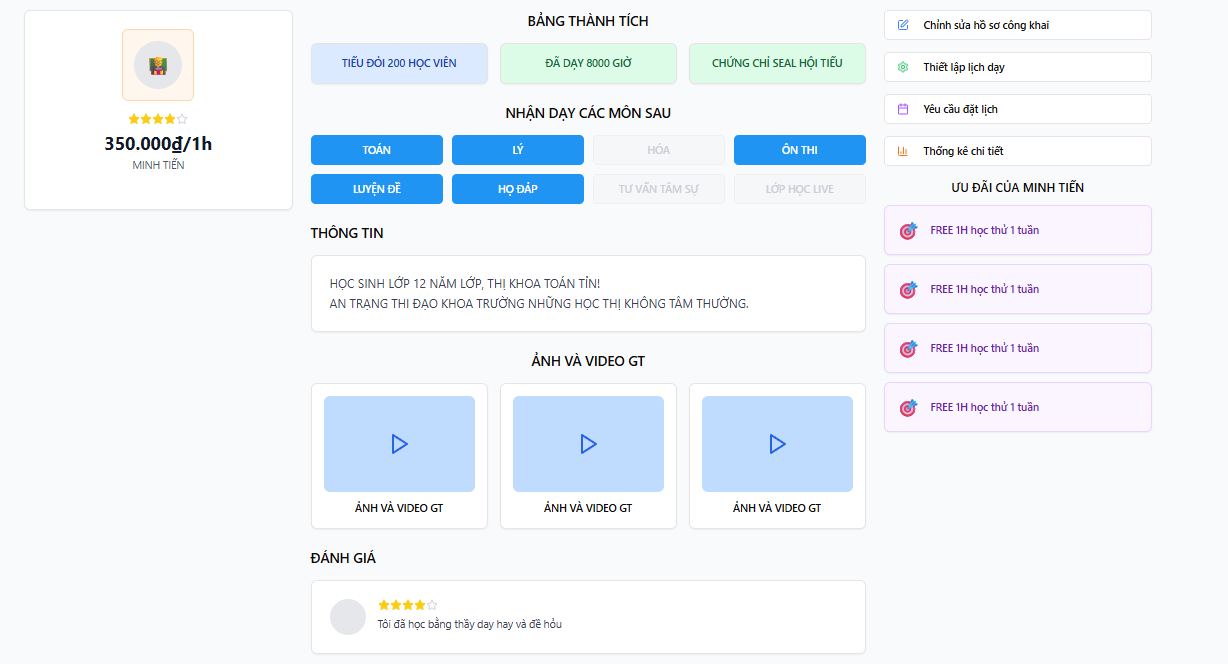 350.000₫/1h
MINH TIẾN
BẢNG THÀNH TÍCH
TIỂU ĐỘI 200 HỌC VIÊN
ĐÃ DẠY 8000 GIỜ
CHỨNG CHỈ SEAL HỘI TIỂU
NHẬN DẠY CÁC MÔN SAU
TOÁN
LÝ
HÓA
ÔN THI
LUYỆN ĐỀ
HỌ ĐÁP
TƯ VẤN TÂM SỰ
LỚP HỌC LIVE
THÔNG TIN
HỌC SINH LỚP 12 NĂM LỚP, THỊ KHOA TOÁN TỈN!
AN TRẠNG THI ĐẠO KHOA TRƯỜNG NHỮNG HỌC THỊ KHÔNG TÂM THƯỜNG.
ẢNH VÀ VIDEO GT
ẢNH VÀ VIDEO GT
ẢNH VÀ VIDEO GT
ẢNH VÀ VIDEO GT
ĐÁNH GIÁ
Tôi đã học bằng thầy day hay và đề hỏu
Chỉnh sửa hồ sơ công khai
Thiết lập lịch dạy
Yêu cầu đặt lịch
Thống kê chi tiết
ƯU ĐÃI CỦA MINH TIẾN
FREE 1H học thử 1 tuần
FREE 1H học thử 1 tuần
FREE 1H học thử 1 tuần
FREE 1H học thử 1 tuần